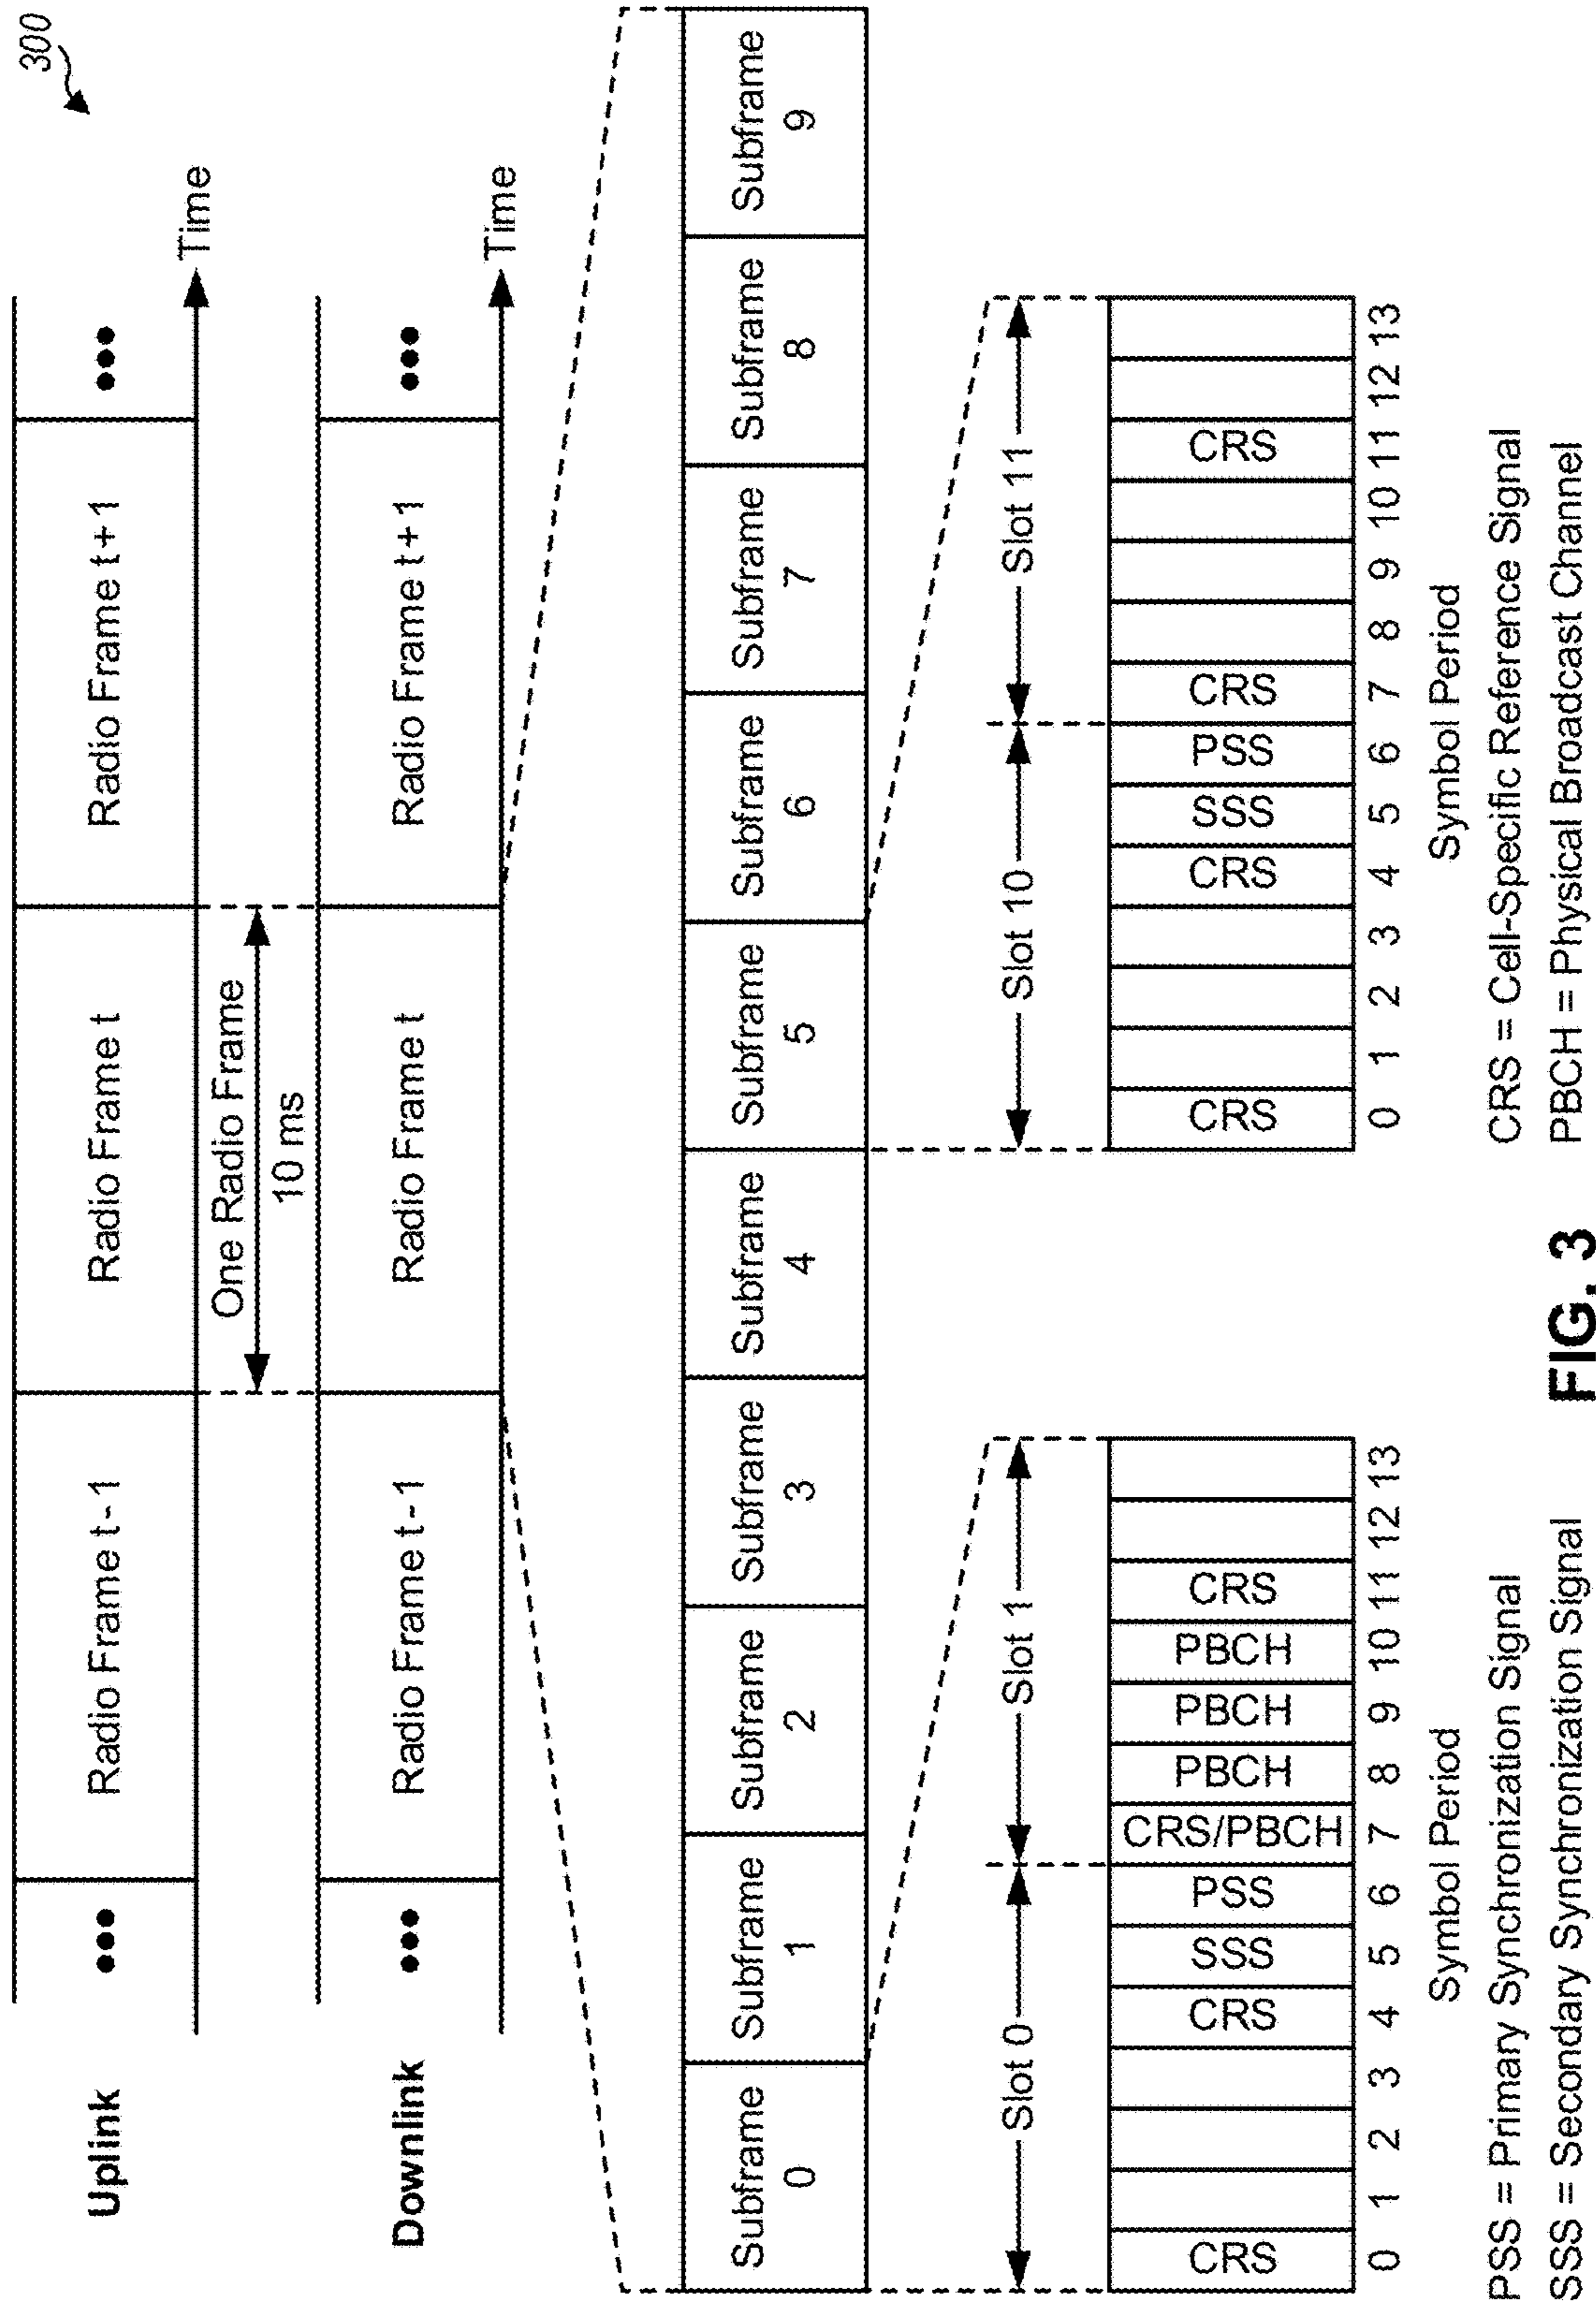 300
Uplink
••• Radio Frame t-1 Radio Frame t Radio Frame t+1 •••
Time
One Radio Frame
10 ms
Downlink
••• Radio Frame t-1 Radio Frame t Radio Frame t+1 •••
Time
Subframe 0 Subframe 1 Subframe 2 Subframe 3 Subframe 4 Subframe 5 Subframe 6 Subframe 7 Subframe 8 Subframe 9
Slot 0 Slot 1
CRS CRS SSS PSS CRS/PBCH PBCH PBCH PBCH CRS
0 1 2 3 4 5 6 7 8 9 10 11 12 13
Symbol Period
Slot 10 Slot 11
CRS CRS SSS PSS CRS CRS
0 1 2 3 4 5 6 7 8 9 10 11 12 13
Symbol Period
PSS = Primary Synchronization Signal
SSS = Secondary Synchronization Signal
CRS = Cell-Specific Reference Signal
PBCH = Physical Broadcast Channel
FIG. 3